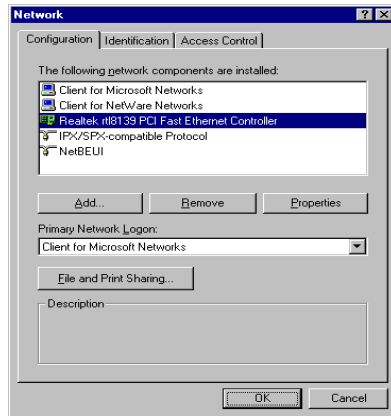 Network
Configuration Identification Access Control
The following network components are installed:
Client for Microsoft Networks
Client for NetWare Networks
Realtek rtl8139 PCI Fast Ethernet Controller
IPX/SPX-compatible Protocol
NetBEUI
Add... Remove Properties
Primary Network Logon:
Client for Microsoft Networks
File and Print Sharing...
Description
OK Cancel